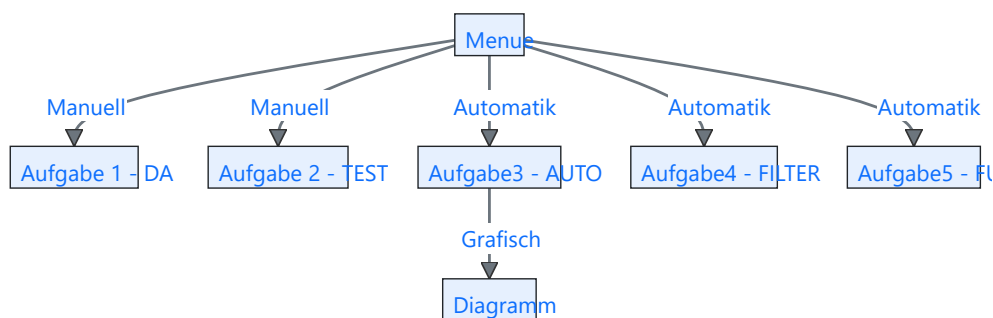 Menue
Manuell
Manuell
Automatik
Automatik
Automatik
Aufgabe 1 - DA
Aufgabe 2 - TEST
Aufgabe3 - AUTO
Aufgabe4 - FILTER
Aufgabe5 - FU
Grafisch
Diagramm